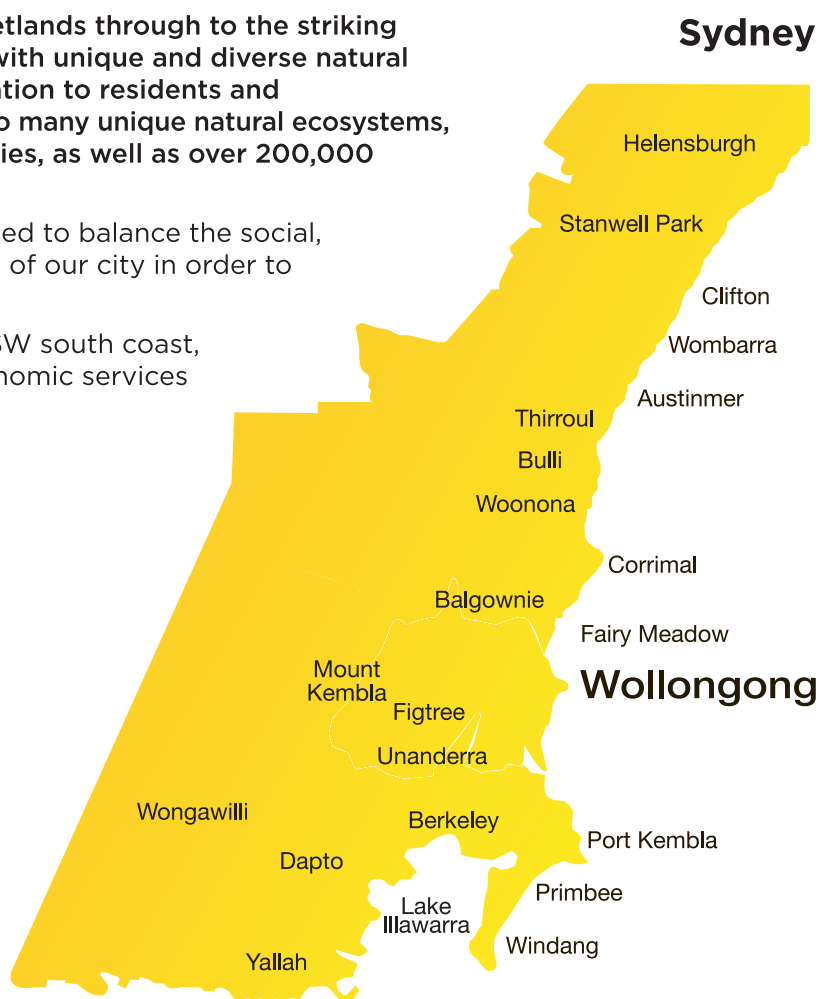 etlands through to the striking
with unique and diverse natural
ation to residents and
o many unique natural ecosystems,
ies, as well as over 200,000
ed to balance the social,
of our city in order to
SW south coast,
nomic services
Sydney
Helensburgh
Stanwell Park
Clifton
Wombarra
Austinmer
Thirroul
Bulli
Woonona
Corrimal
Balgownie
Fairy Meadow
Mount
Kembla
Wollongong
Figtree
Unanderra
Wongawilli
Berkeley
Port Kembla
Dapto
Primbee
Lake
Illawarra
Windang
Yallah